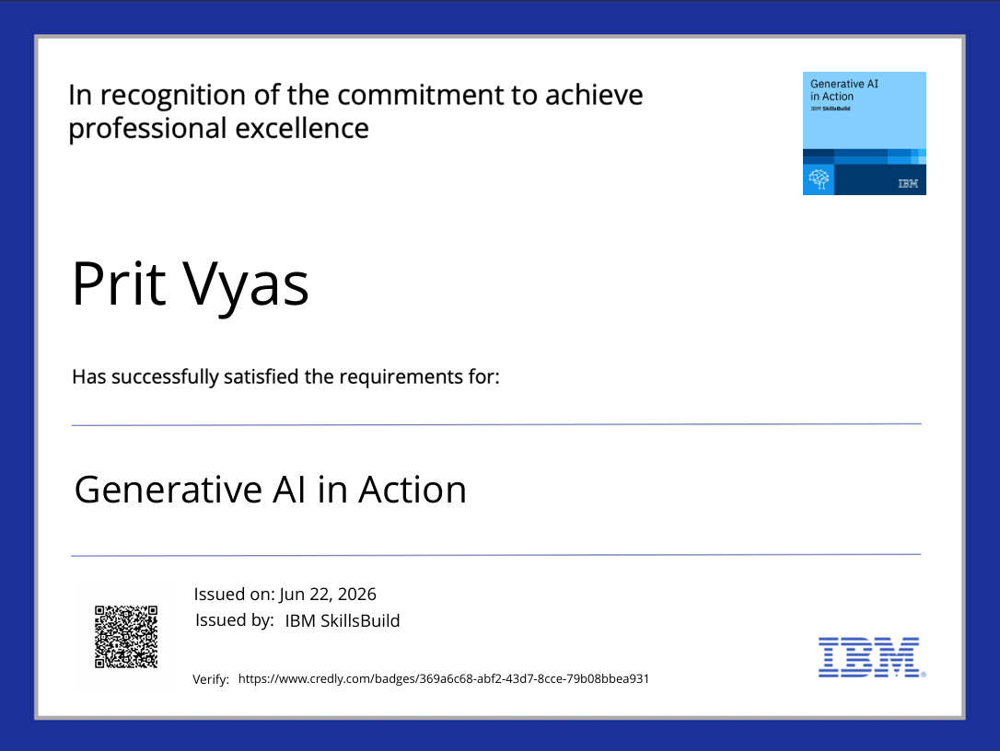 In recognition of the commitment to achieve
professional excellence
Generative AI
in Action
IBM SkillsBuild
IBM
Prit Vyas
Has successfully satisfied the requirements for:
Generative AI in Action
Issued on: Jun 22, 2026
Issued by: IBM SkillsBuild
Verify: https://www.credly.com/badges/369a6c68-abf2-43d7-8cce-79b08bbea931
IBM®